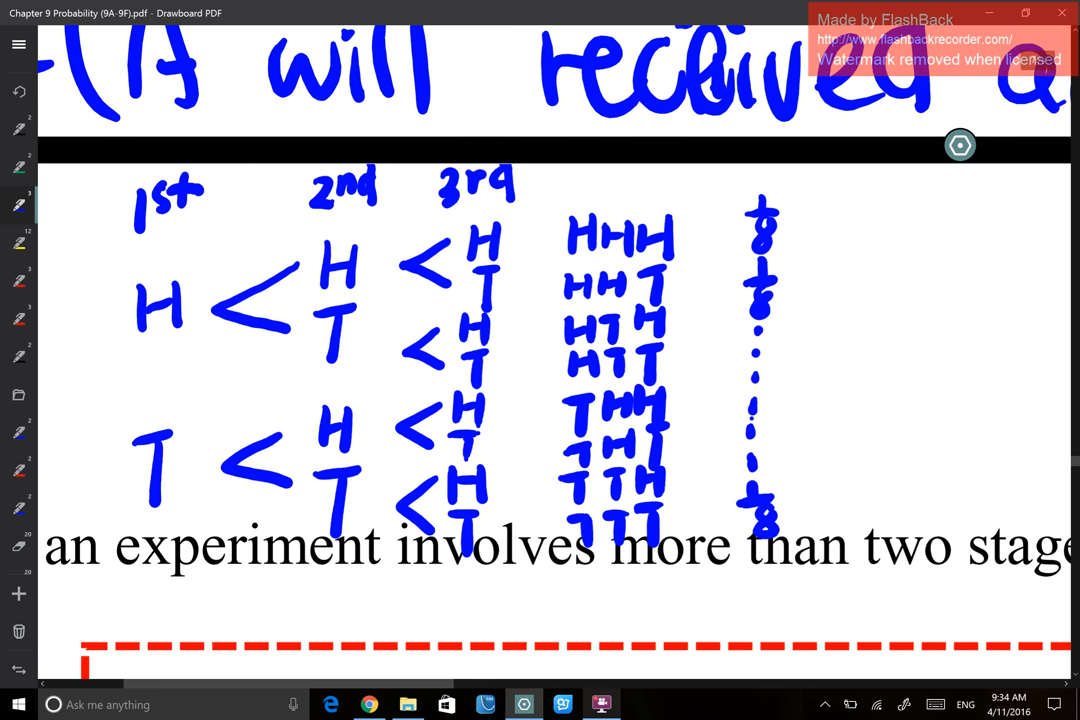 Chapter 9 Probability (9A-9F).pdf - Drawboard PDF
Made by FlashBack
http://www.flashbackrecorder.com/
Watermark removed when licensed
(A will received a
1st 2nd 3rd
H H H HHH 1/8
T HHT 1/8
T H HTH
T HTT
T H H THH
T THT
T H TTH
T TTT 1/8
an experiment involves more than two stage
Ask me anything
ENG
9:34 AM
4/11/2016